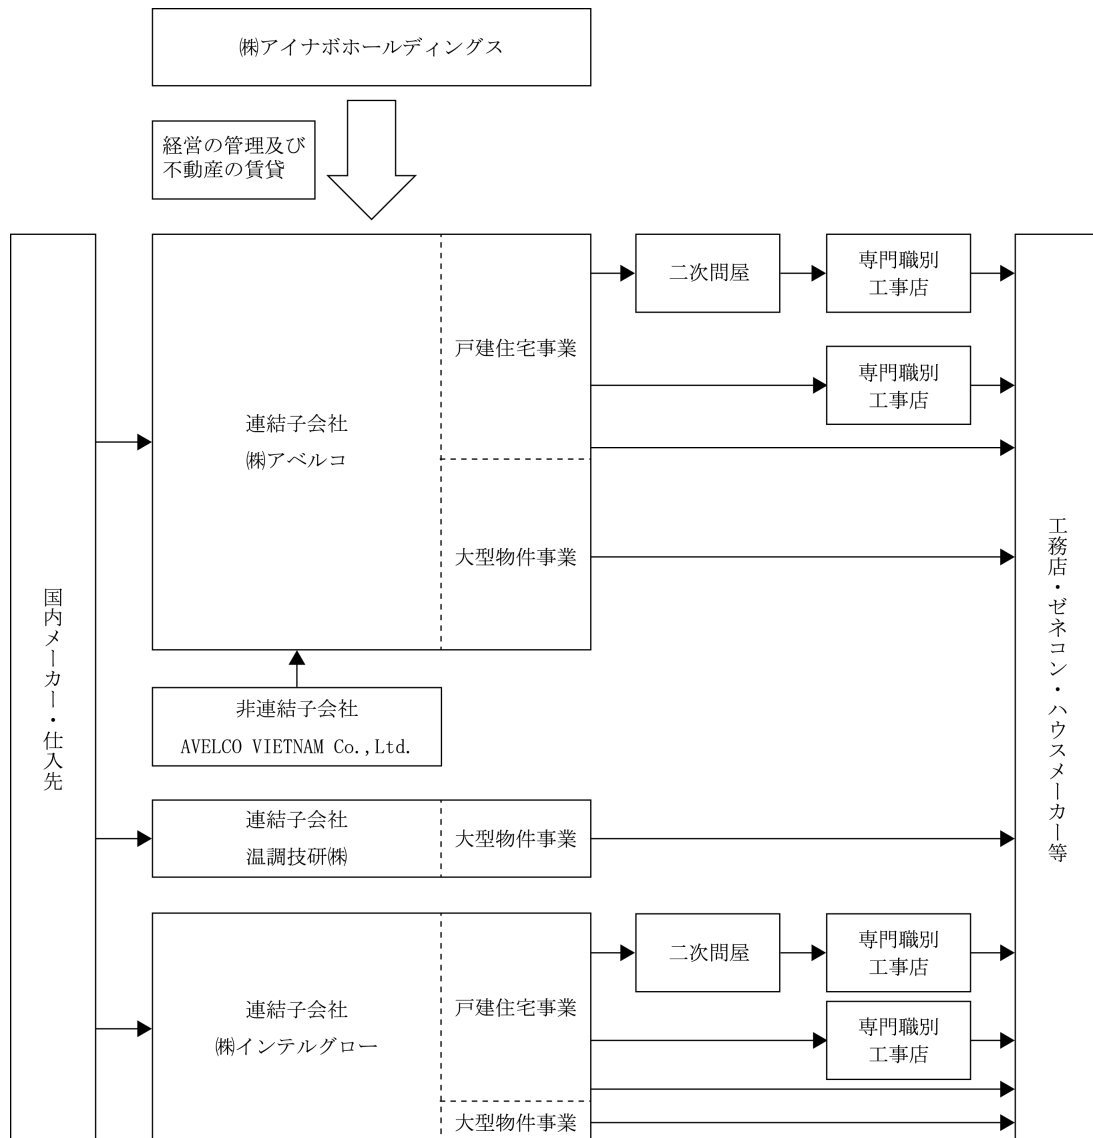 ㈱アイナボホールディングス
経営の管理及び
不動産の賃貸
国内メーカー・仕入先
連結子会社
㈱アベルコ
戸建住宅事業
大型物件事業
二次問屋
専門職別
工事店
専門職別
工事店
工務店・ゼネコン・ハウスメーカー等
非連結子会社
AVELCO VIETNAM Co.,Ltd.
連結子会社
温調技研㈱
大型物件事業
連結子会社
㈱インテルグロー
戸建住宅事業
大型物件事業
二次問屋
専門職別
工事店
専門職別
工事店